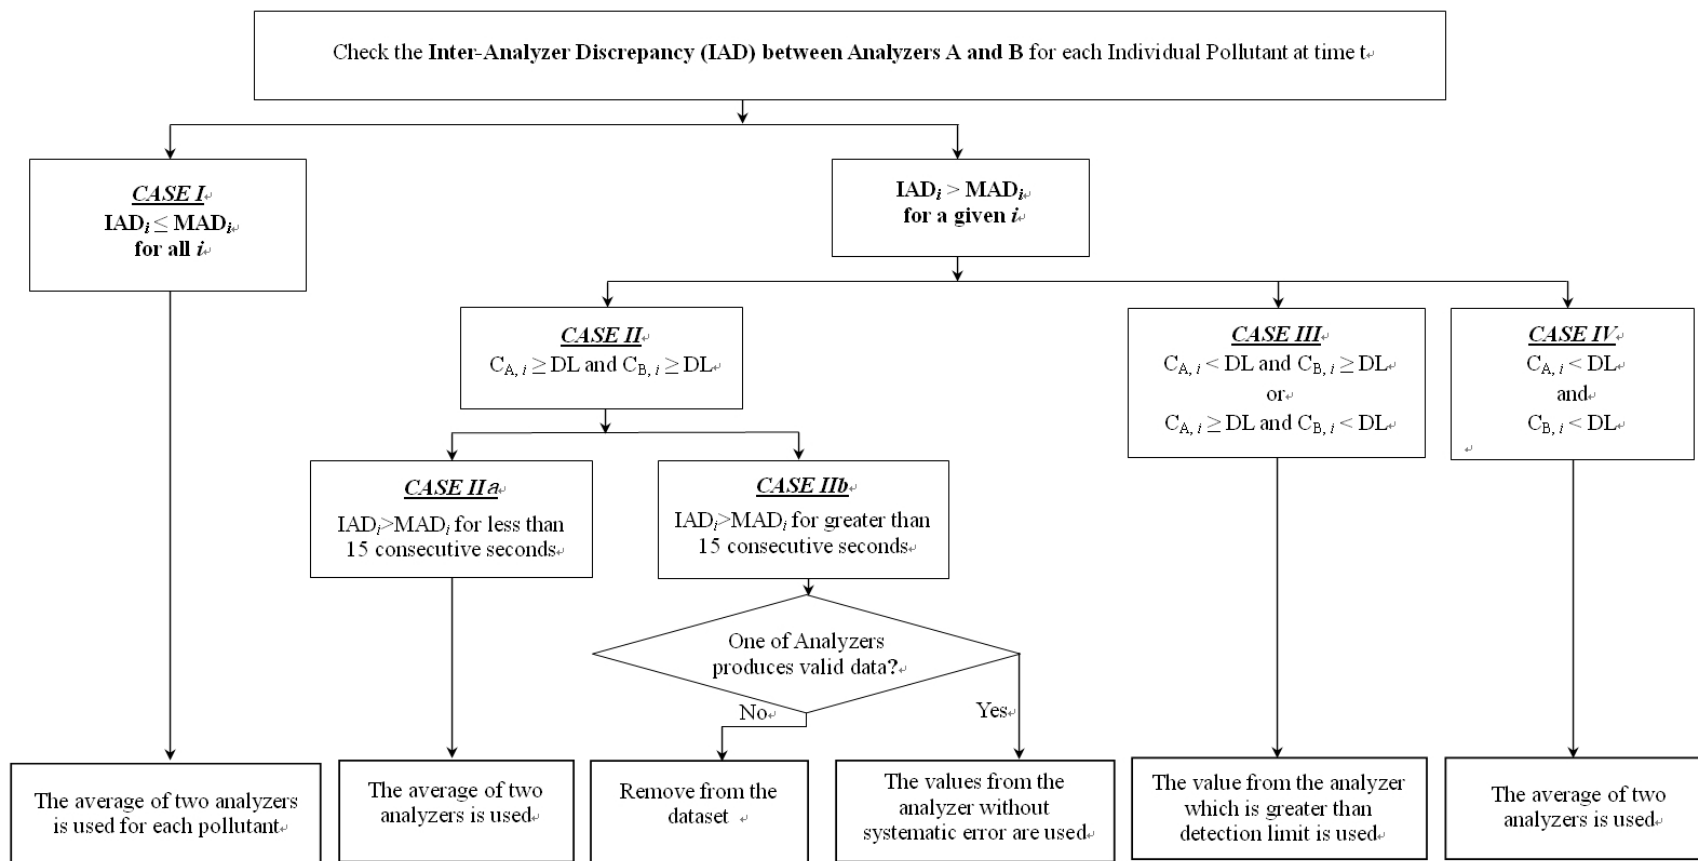 Check the Inter-Analyzer Discrepancy (IAD) between Analyzers A and B for each Individual Pollutant at time t
CASE I
IADi ≤ MADi
for all i
IADi > MADi
for a given i
CASE II
CA, i ≥ DL and CB, i ≥ DL
CASE III
CA, i < DL and CB, i ≥ DL
or
CA, i ≥ DL and CB, i < DL
CASE IV
CA, i < DL
and
CB, i < DL
CASE IIa
IADi>MADi for less than
15 consecutive seconds
CASE IIb
IADi>MADi for greater than
15 consecutive seconds
One of Analyzers
produces valid data?
No
Yes
The average of two analyzers
is used for each pollutant
The average of two
analyzers is used
Remove from the
dataset
The values from the
analyzer without
systematic error are used
The value from the analyzer
which is greater than
detection limit is used
The average of two
analyzers is used